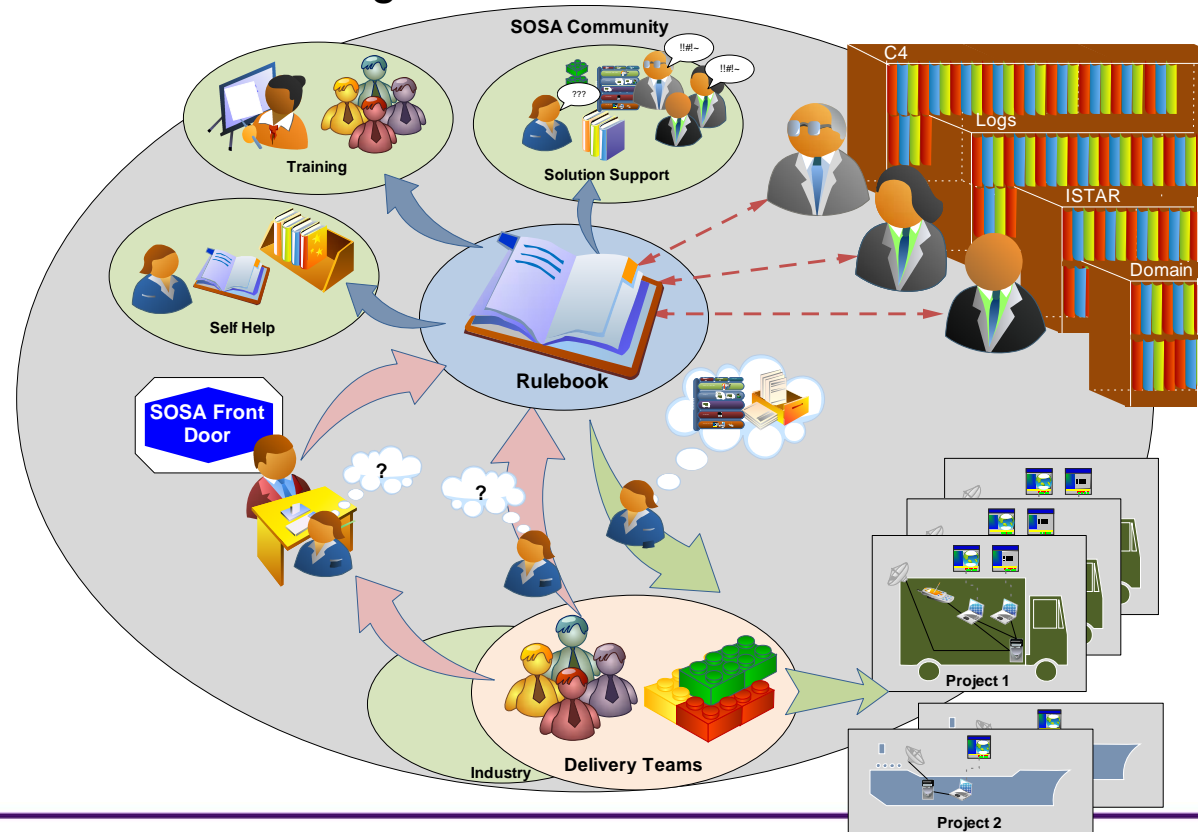 SOSA Community
!!#!~
!!#!~
???
Training
Solution Support
C4
Logs
ISTAR
Domain
Self Help
Rulebook
SOSA Front
Door
?
?
Industry
Delivery Teams
Project 1
Project 2